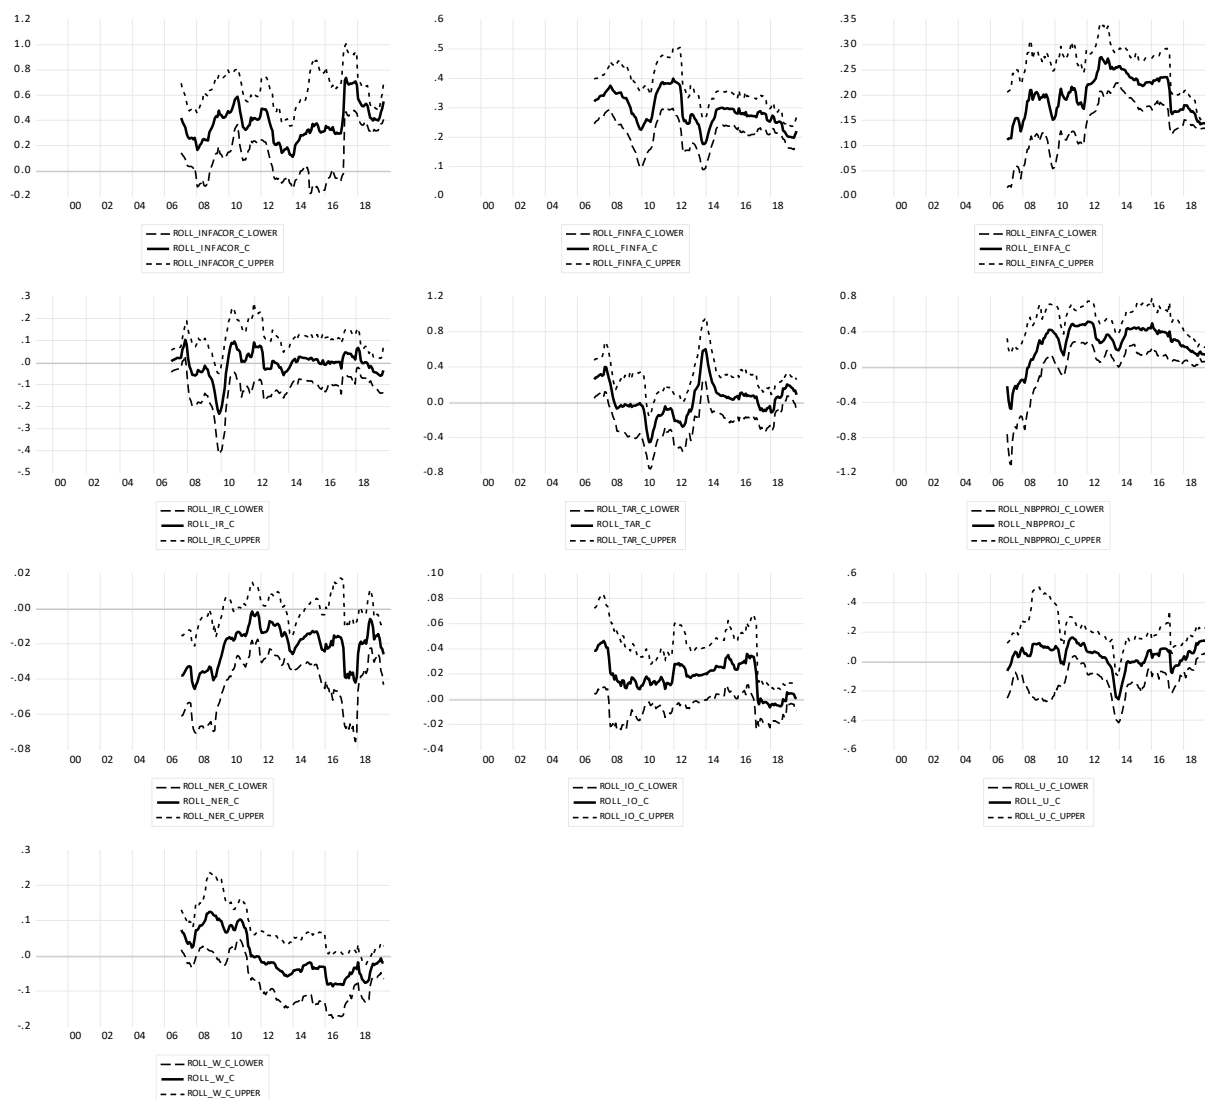 1.2
1.0
0.8
0.6
0.4
0.2
0.0
-0.2
00 02 04 06 08 10 12 14 16 18
ROLL_INFACOR_C_LOWER
ROLL_INFACOR_C
ROLL_INFACOR_C_UPPER
.6
.5
.4
.3
.2
.1
.0
00 02 04 06 08 10 12 14 16 18
ROLL_FINFA_C_LOWER
ROLL_FINFA_C
ROLL_FINFA_C_UPPER
.35
.30
.25
.20
.15
.10
.05
.00
00 02 04 06 08 10 12 14 16 18
ROLL_EINFA_C_LOWER
ROLL_EINFA_C
ROLL_EINFA_C_UPPER
.3
.2
.1
.0
-.1
-.2
-.3
-.4
-.5
00 02 04 06 08 10 12 14 16 18
ROLL_IR_C_LOWER
ROLL_IR_C
ROLL_IR_C_UPPER
1.2
0.8
0.4
0.0
-0.4
-0.8
00 02 04 06 08 10 12 14 16 18
ROLL_TAR_C_LOWER
ROLL_TAR_C
ROLL_TAR_C_UPPER
0.8
0.4
0.0
-0.4
-0.8
-1.2
00 02 04 06 08 10 12 14 16 18
ROLL_NBPPROJ_C_LOWER
ROLL_NBPPROJ_C
ROLL_NBPPROJ_C_UPPER
.02
.00
-.02
-.04
-.06
-.08
00 02 04 06 08 10 12 14 16 18
ROLL_NER_C_LOWER
ROLL_NER_C
ROLL_NER_C_UPPER
.10
.08
.06
.04
.02
.00
-.02
-.04
00 02 04 06 08 10 12 14 16 18
ROLL_IO_C_LOWER
ROLL_IO_C
ROLL_IO_C_UPPER
.6
.4
.2
.0
-.2
-.4
-.6
00 02 04 06 08 10 12 14 16 18
ROLL_U_C_LOWER
ROLL_U_C
ROLL_U_C_UPPER
.3
.2
.1
.0
-.1
-.2
00 02 04 06 08 10 12 14 16 18
ROLL_W_C_LOWER
ROLL_W_C
ROLL_W_C_UPPER